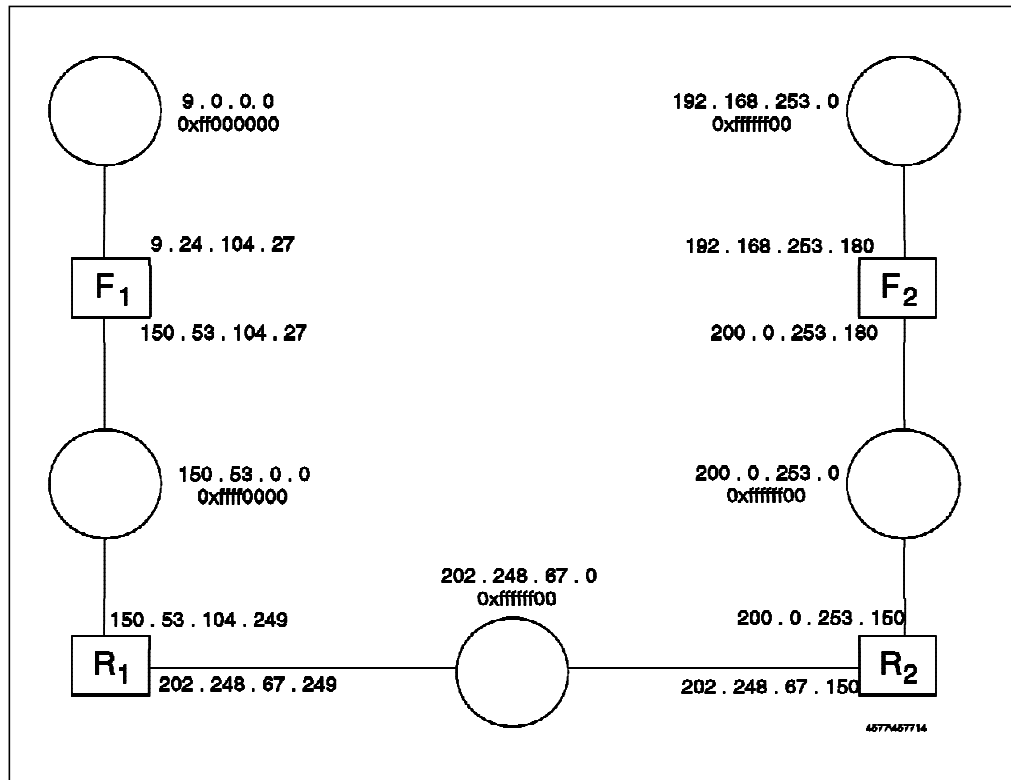 9 . 0 . 0 . 0
0xff000000
192 . 168 . 253 . 0
0xffffff00
9 . 24 . 104 . 27
192 . 168 . 253 . 180
F1
F2
150 . 53 . 104 . 27
200 . 0 . 253 . 180
150 . 53 . 0 . 0
0xffff0000
200 . 0 . 253 . 0
0xffffff00
202 . 248 . 67 . 0
0xffffff00
150 . 53 . 104 . 249
200 . 0 . 253 . 150
R1
R2
202 . 248 . 67 . 249
202 . 248 . 67 . 150
4577\457714